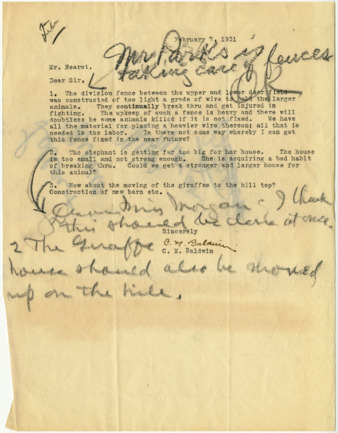 February 7, 1931
Mr. Hearst,
Mr Parks is
taking care of fences
Dear Sir,
1. The division fence between the upper and lower deer field
was constructed of too light a grade of wire to hold the larger
animals. They continually break thru and get injured in
fighting. The upkeep of such a fence is heavy and there will
doubtless be some animals killed if it is not fixed. We have
all the material for placing a heavier wire thereon; all that is
needed is the labor. Is there not some way whereby I can get
this fence fixed in the near future?
2. The elephant is getting far too big for her house. The house
is too small and not strong enough. She is acquiring a bad habit
of breaking thru. Could we get a stronger and larger house for
this animal?
3. How about the moving of the giraffes to the hill top?
Construction of new barn etc.
Dear Miss Morgan - I think
this should be done at once
Sincerely
C N Baldwin
C. N. Baldwin
2 The Giraffe
house should also be moved
up on the hill.